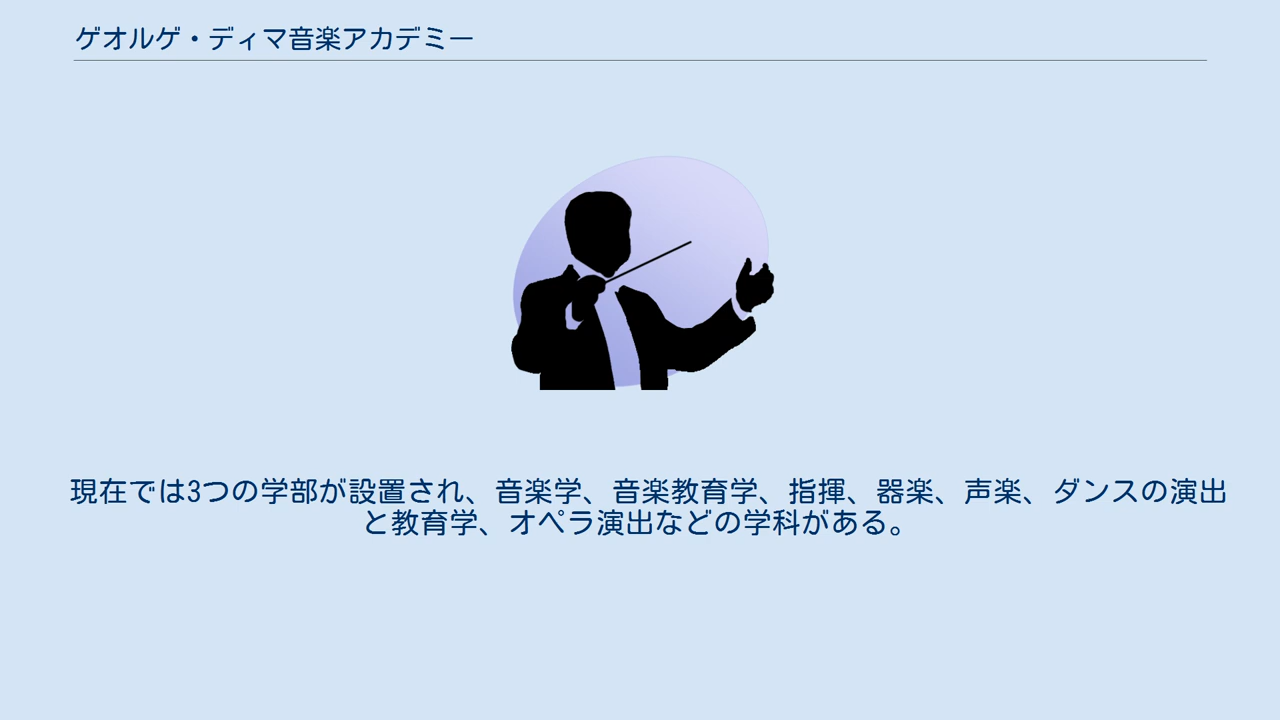 ゲオルゲ・ディマ音楽アカデミー
現在では3つの学部が設置され、音楽学、音楽教育学、指揮、器楽、声楽、ダンスの演出
と教育学、オペラ演出などの学科がある。